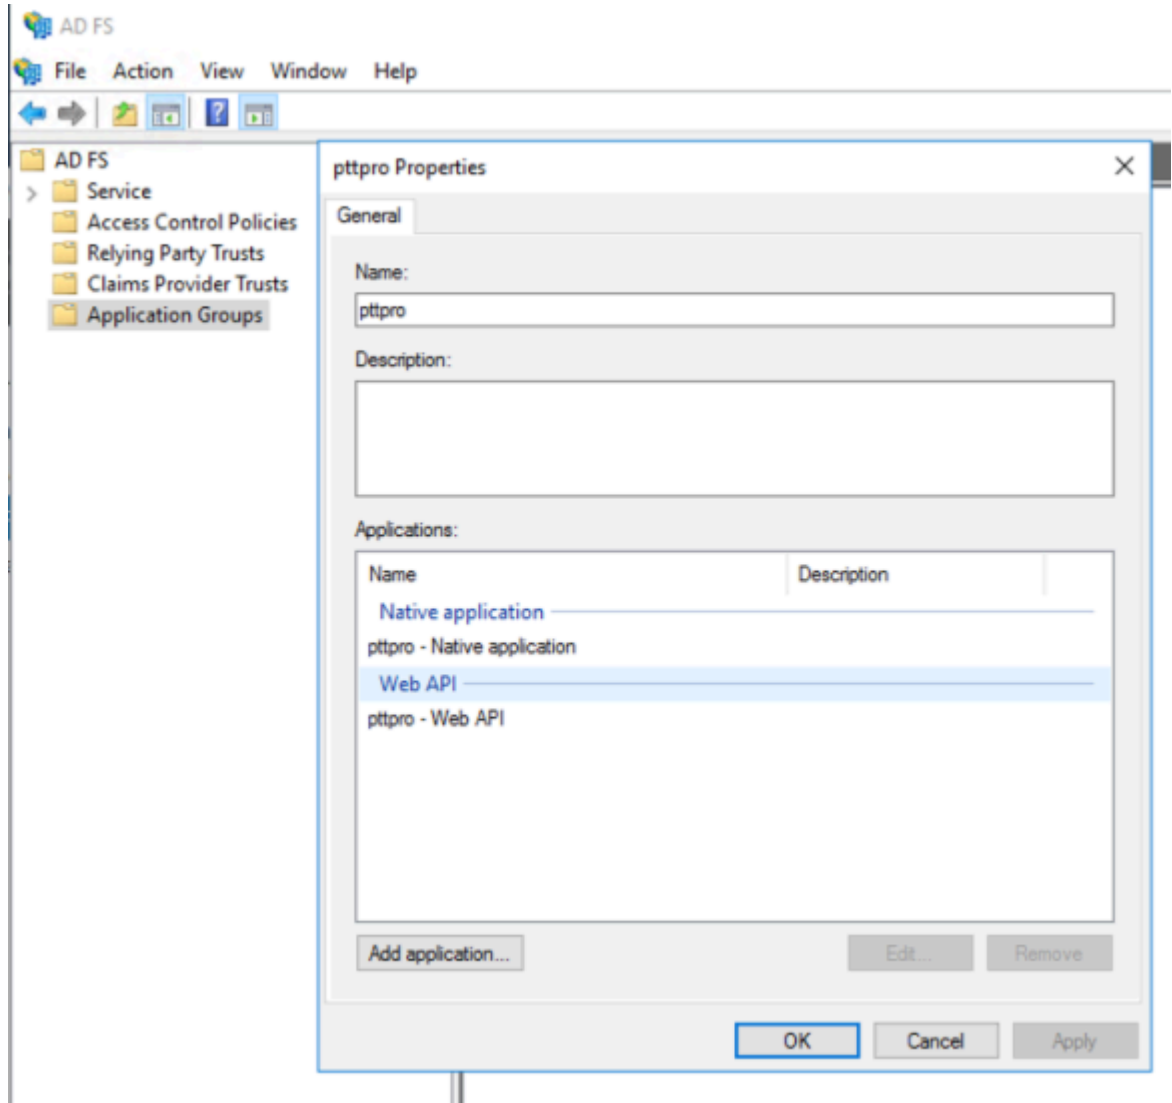 AD FS
File Action View Window Help
AD FS
Service
Access Control Policies
Relying Party Trusts
Claims Provider Trusts
Application Groups
pttpro Properties
General
Name:
pttpro
Description:
Applications:
Name Description
Native application
pttpro - Native application
Web API
pttpro - Web API
Add application... Edit... Remove
OK Cancel Apply